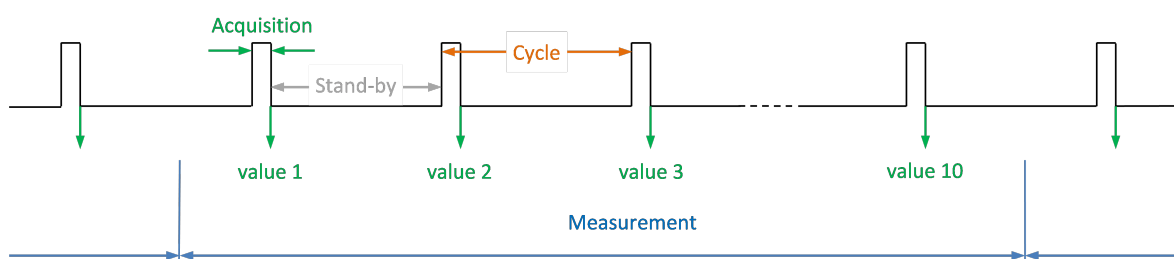 Acquisition
Cycle
Stand-by
value 1
value 2
value 3
value 10
Measurement